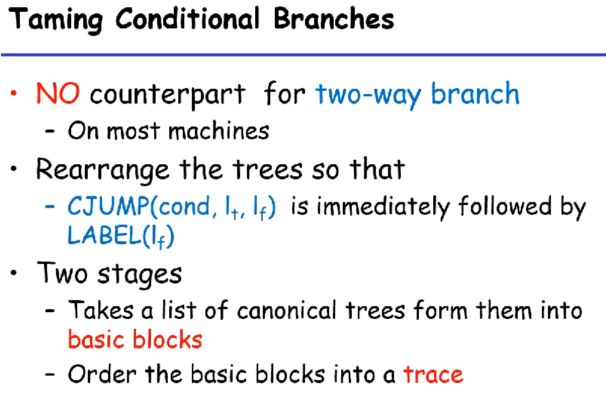 Taming Conditional Branches
• NO counterpart for two-way branch
– On most machines
• Rearrange the trees so that
– CJUMP(cond, lₜ, l_f) is immediately followed by
LABEL(l_f)
• Two stages
– Takes a list of canonical trees form them into
basic blocks
– Order the basic blocks into a trace